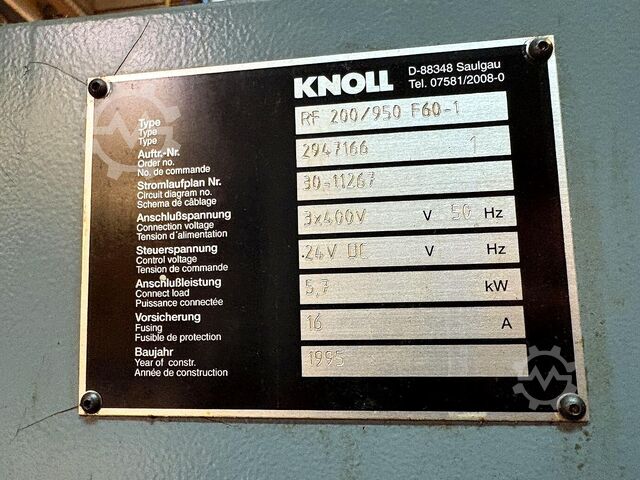 KNOLL
D-88348 Saulgau
Tel. 07581/2008-0
Type
Type
Type
RF 200/950 F60-1
Auftr.-Nr.
Order no.
No. de commande
2947166 1
Stromlaufplan Nr.
Circuit diagram no.
Schema de câblage
30-11267
Anschlußspannung
Connection voltage
Tension d'alimentation
3x400V V 50 Hz
Steuerspannung
Control voltage
Tension de commande
24V DC V Hz
Anschlußleistung
Connect load
Puissance connectée
5,7 kW
Vorsicherung
Fusing
Fusible de protection
16 A
Baujahr
Year of constr.
Année de construction
1995